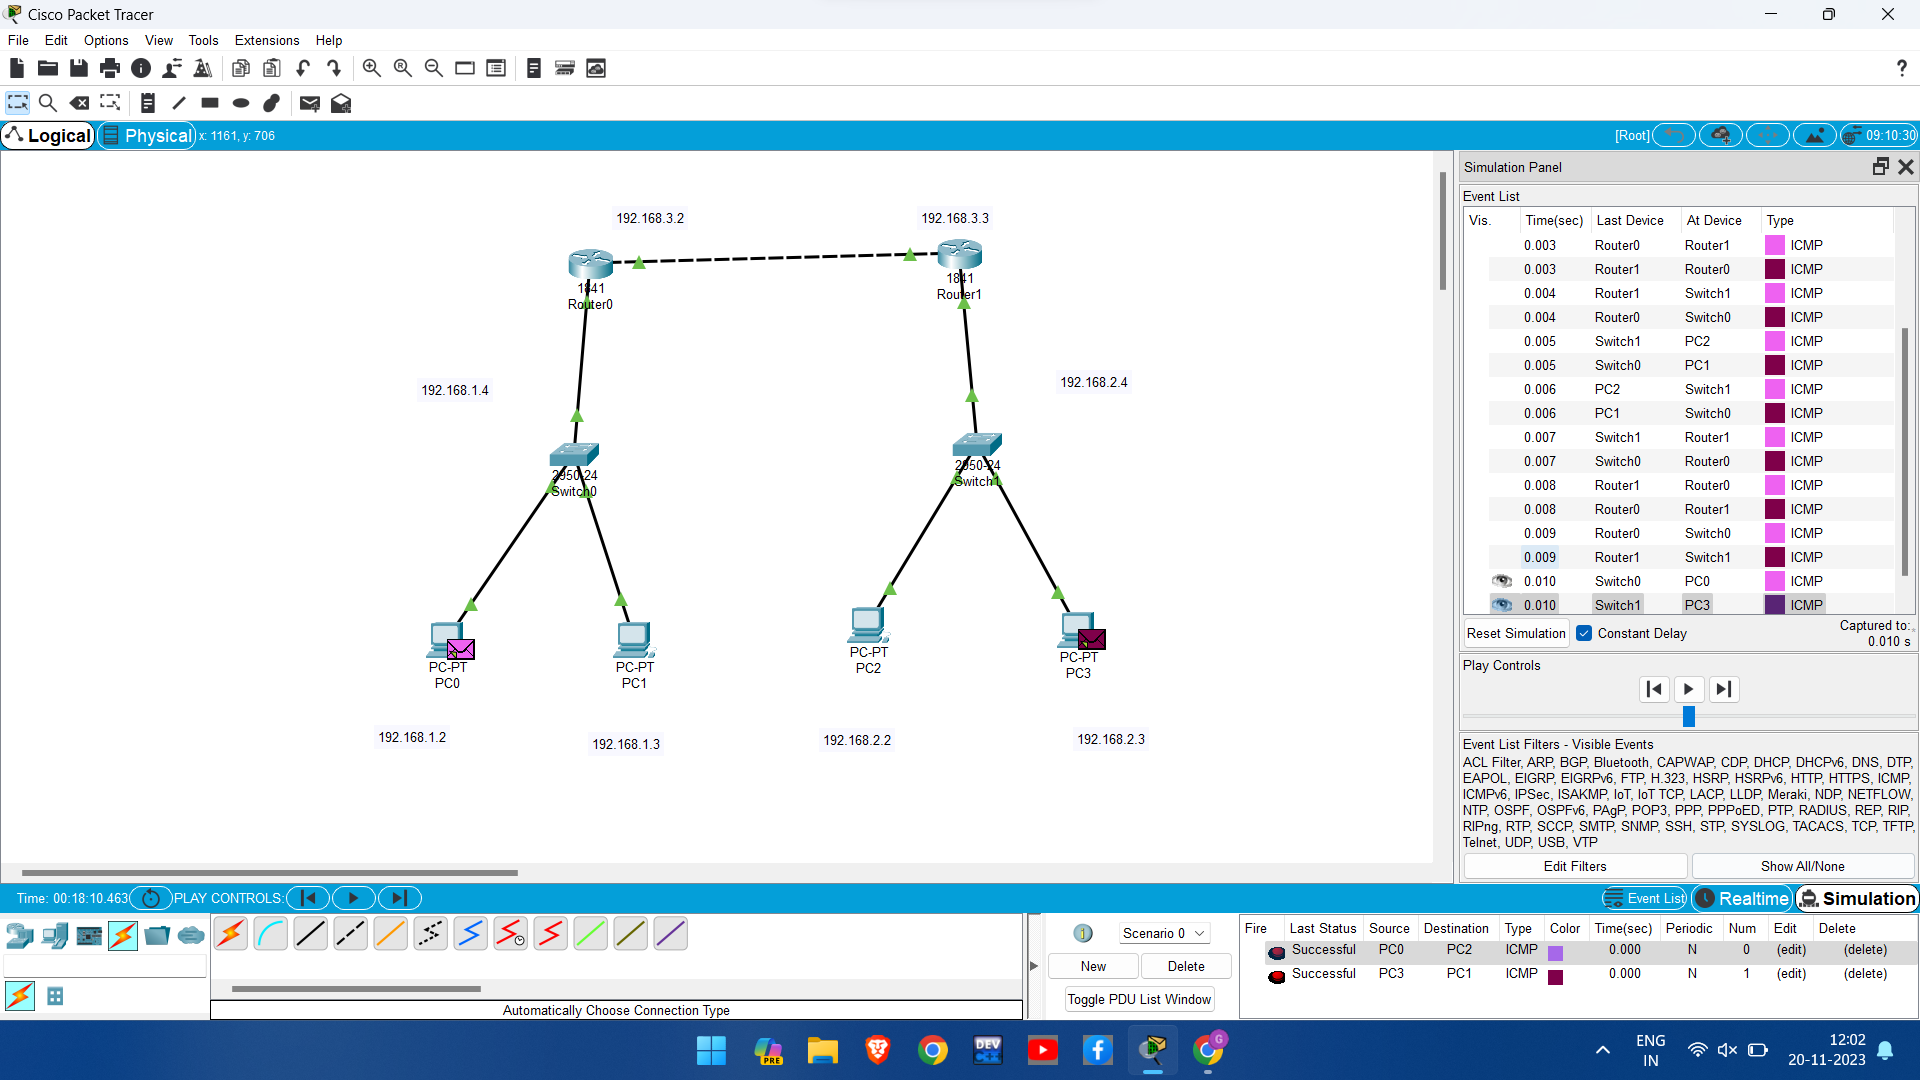 Cisco Packet Tracer
File Edit Options View Tools Extensions Help
?
Logical Physical x: 1161, y: 706 [Root] 09:10:30
192.168.3.2 192.168.3.3
1841
Router0
1841
Router1
192.168.1.4 192.168.2.4
2950-24
Switch0
2950-24
Switch1
PC-PT
PC0
PC-PT
PC1
PC-PT
PC2
PC-PT
PC3
192.168.1.2 192.168.1.3 192.168.2.2 192.168.2.3
Simulation Panel
Event List
Vis. Time(sec) Last Device At Device Type
0.003 Router0 Router1 ICMP
0.003 Router1 Router0 ICMP
0.004 Router1 Switch1 ICMP
0.004 Router0 Switch0 ICMP
0.005 Switch1 PC2 ICMP
0.005 Switch0 PC1 ICMP
0.006 PC2 Switch1 ICMP
0.006 PC1 Switch0 ICMP
0.007 Switch1 Router1 ICMP
0.007 Switch0 Router0 ICMP
0.008 Router1 Router0 ICMP
0.008 Router0 Router1 ICMP
0.009 Router0 Switch0 ICMP
0.009 Router1 Switch1 ICMP
0.010 Switch0 PC0 ICMP
0.010 Switch1 PC3 ICMP
Reset Simulation Constant Delay Captured to:
0.010 s
Play Controls
Event List Filters - Visible Events
ACL Filter, ARP, BGP, Bluetooth, CAPWAP, CDP, DHCP, DHCPv6, DNS, DTP,
EAPOL, EIGRP, EIGRPv6, FTP, H.323, HSRP, HSRPv6, HTTP, HTTPS, ICMP,
ICMPv6, IPSec, ISAKMP, IoT, IoT TCP, LACP, LLDP, Meraki, NDP, NETFLOW,
NTP, OSPF, OSPFv6, PAgP, POP3, PPP, PPPoED, PTP, RADIUS, REP, RIP,
RIPng, RTP, SCCP, SMTP, SNMP, SSH, STP, SYSLOG, TACACS, TCP, TFTP,
Telnet, UDP, USB, VTP
Edit Filters Show All/None
Time: 00:18:10.463 PLAY CONTROLS: Event List Realtime Simulation
Automatically Choose Connection Type
1 Scenario 0
New Delete
Toggle PDU List Window
Fire Last Status Source Destination Type Color Time(sec) Periodic Num Edit Delete
Successful PC0 PC2 ICMP 0.000 N 0 (edit) (delete)
Successful PC3 PC1 ICMP 0.000 N 1 (edit) (delete)
PRE
DEV
G
ENG
IN
12:02
20-11-2023